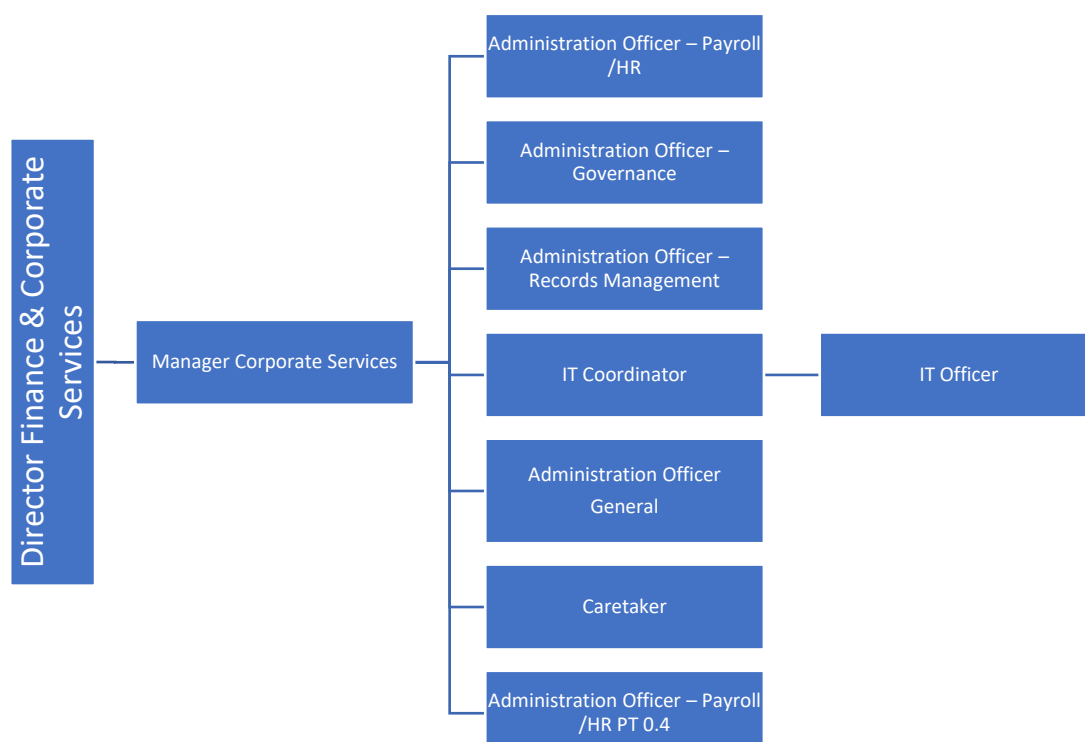 Director Finance & Corporate
Services
Manager Corporate Services
Administration Officer – Payroll
/HR
Administration Officer –
Governance
Administration Officer –
Records Management
IT Coordinator
IT Officer
Administration Officer
General
Caretaker
Administration Officer – Payroll
/HR PT 0.4